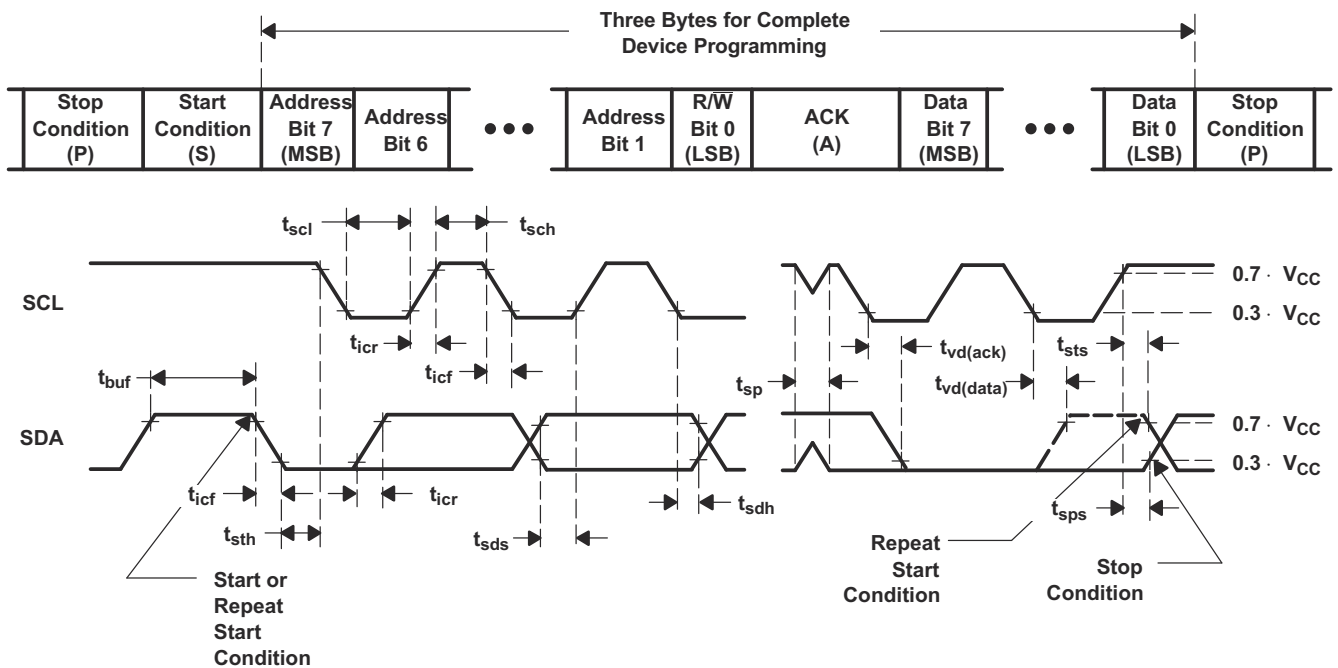 Three Bytes for Complete
Device Programming
Stop
Condition
(P)
Start
Condition
(S)
Address
Bit 7
(MSB)
Address
Bit 6
•••
Address
Bit 1
R/W̅
Bit 0
(LSB)
ACK
(A)
Data
Bit 7
(MSB)
•••
Data
Bit 0
(LSB)
Stop
Condition
(P)
tscl
tsch
SCL
0.7 · VCC
0.3 · VCC
ticr
ticf
tvd(ack)
tsts
tbuf
tsp
tvd(data)
SDA
0.7 · VCC
0.3 · VCC
ticf
ticr
tsdh
tsps
tsth
tsds
Start or
Repeat
Start
Condition
Repeat
Start
Condition
Stop
Condition